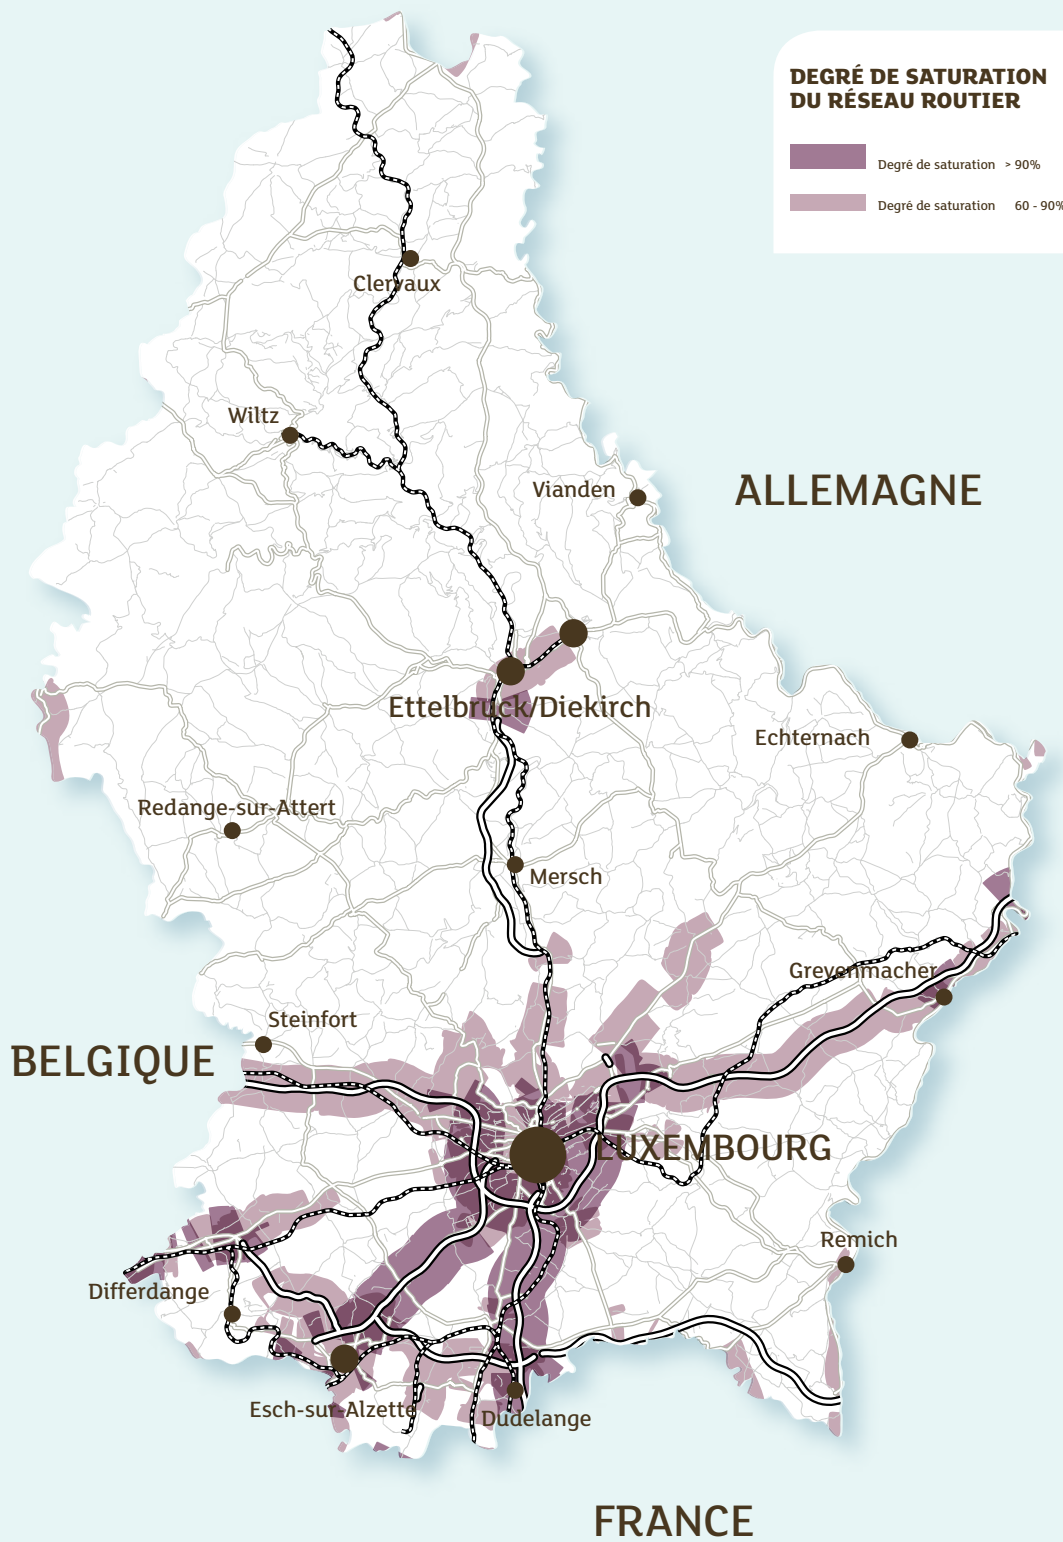 DEGRÉ DE SATURATION
DU RÉSEAU ROUTIER
Degré de saturation > 90%
Degré de saturation 60 - 90%
Clervaux
Wiltz
Vianden
ALLEMAGNE
Ettelbruck/Diekirch
Echternach
Redange-sur-Attert
Mersch
Grevenmacher
Steinfort
BELGIQUE
LUXEMBOURG
Remich
Differdange
Esch-sur-Alzette
Dudelange
FRANCE